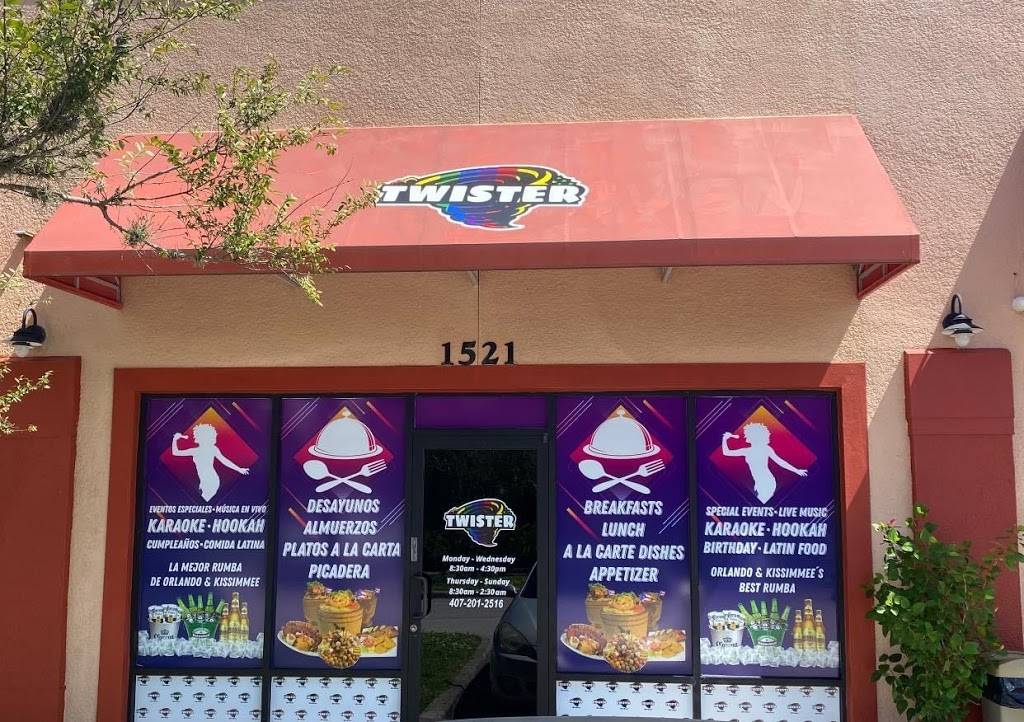 TWISTER
1521
EVENTOS ESPECIALES • MÚSICA EN VIVO
KARAOKE • HOOKAH
CUMPLEAÑOS • COMIDA LATINA
LA MEJOR RUMBA
DE ORLANDO & KISSIMMEE
DESAYUNOS
ALMUERZOS
PLATOS A LA CARTA
PICADERA
TWISTER
Monday - Wednesday
8:30am - 4:30pm
Thursday - Sunday
8:30am - 2:30am
407-201-2516
BREAKFASTS
LUNCH
A LA CARTE DISHES
APPETIZER
SPECIAL EVENTS • LIVE MUSIC
KARAOKE • HOOKAH
BIRTHDAY • LATIN FOOD
ORLANDO & KISSIMMEE´S
BEST RUMBA